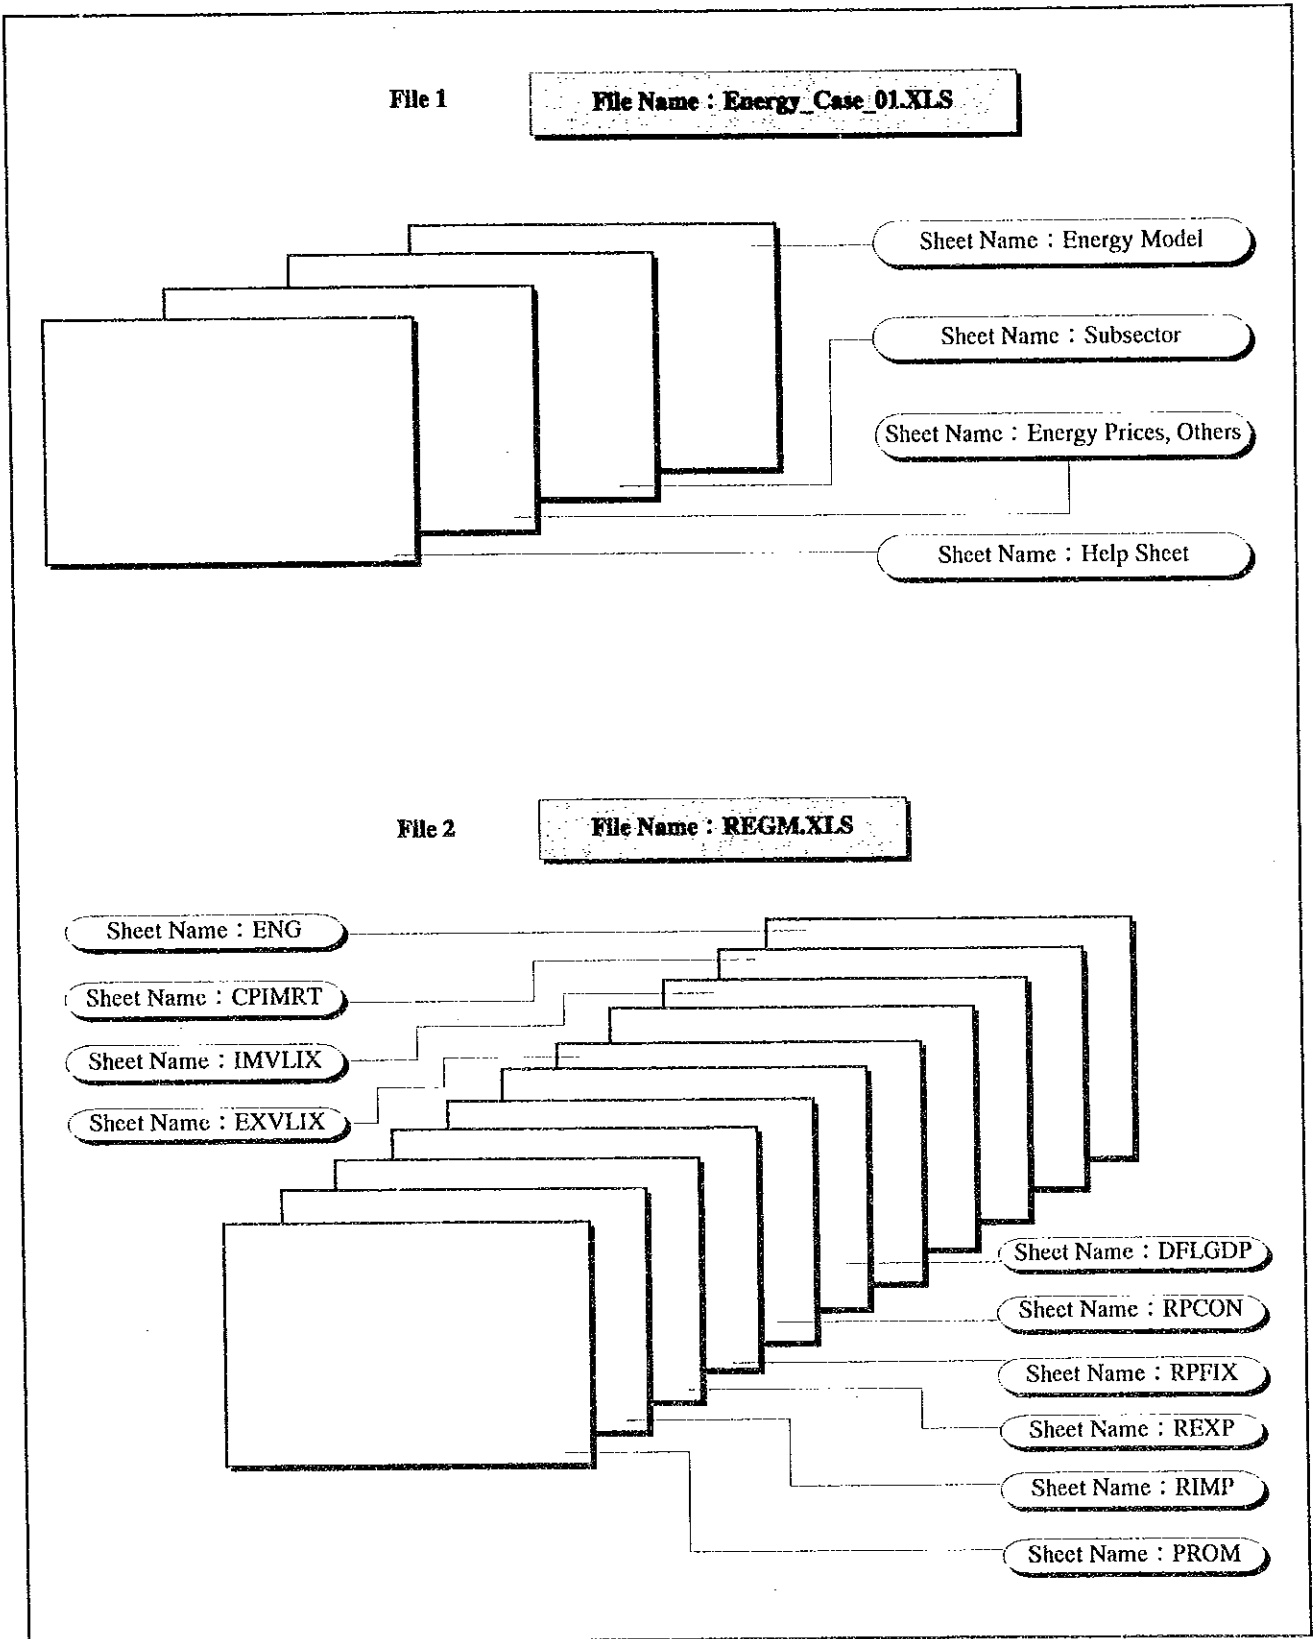 File 1
File Name : Energy_Case_01.XLS
Sheet Name : Energy Model
Sheet Name : Subsector
Sheet Name : Energy Prices, Others
Sheet Name : Help Sheet
File 2
File Name : REGM.XLS
Sheet Name : ENG
Sheet Name : CPIMRT
Sheet Name : IMVLIX
Sheet Name : EXVLIX
Sheet Name : DFLGDP
Sheet Name : RPCON
Sheet Name : RPFIX
Sheet Name : REXP
Sheet Name : RIMP
Sheet Name : PROM